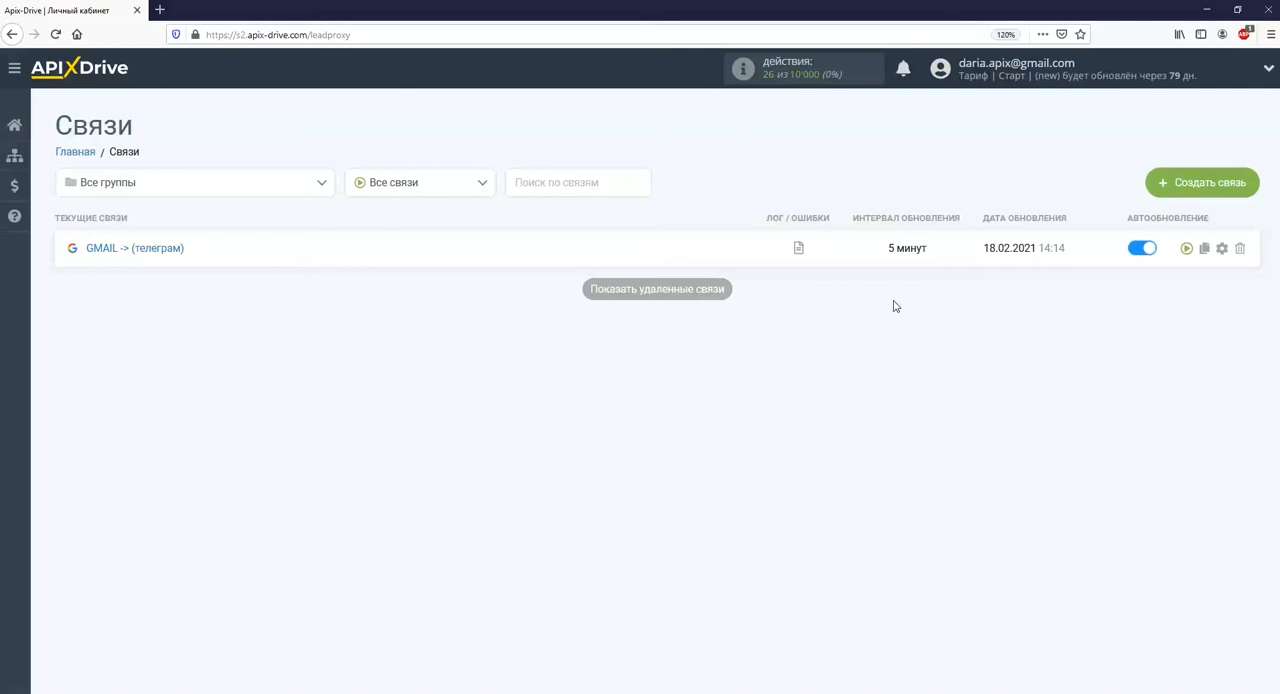 Apix-Drive | Личный кабинет
https://s2.apix-drive.com/leadproxy
120%
ABP
1
APIXDrive
i
действия:
26 из 10'000 (0%)
daria.apix@gmail.com
Тариф | Старт | (new) будет обновлён через 79 дн.
Связи
Главная / Связи
Все группы
Все связи
Поиск по связям
+ Создать связь
ТЕКУЩИЕ СВЯЗИ
ЛОГ / ОШИБКИ
ИНТЕРВАЛ ОБНОВЛЕНИЯ
ДАТА ОБНОВЛЕНИЯ
АВТООБНОВЛЕНИЕ
GMAIL -> (телеграм)
5 минут
18.02.2021 14:14
Показать удаленные связи